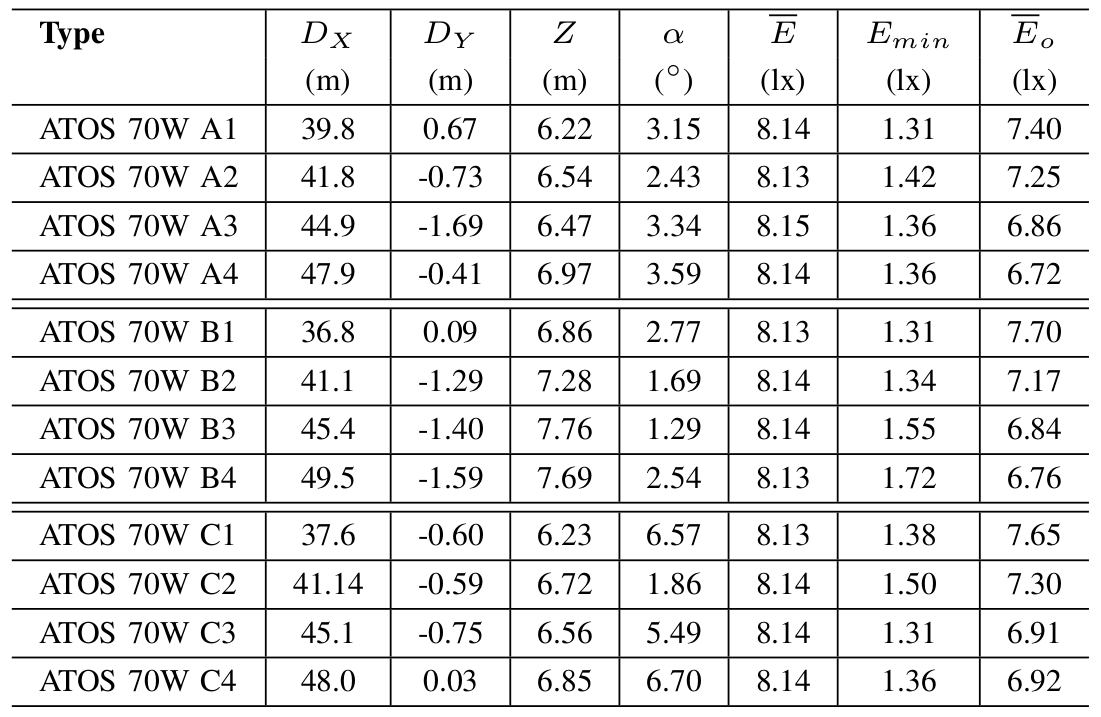 Type D_X D_Y Z α E̅ E_min E̅_o
(m) (m) (m) (°) (lx) (lx) (lx)
ATOS 70W A1 39.8 0.67 6.22 3.15 8.14 1.31 7.40
ATOS 70W A2 41.8 -0.73 6.54 2.43 8.13 1.42 7.25
ATOS 70W A3 44.9 -1.69 6.47 3.34 8.15 1.36 6.86
ATOS 70W A4 47.9 -0.41 6.97 3.59 8.14 1.36 6.72
ATOS 70W B1 36.8 0.09 6.86 2.77 8.13 1.31 7.70
ATOS 70W B2 41.1 -1.29 7.28 1.69 8.14 1.34 7.17
ATOS 70W B3 45.4 -1.40 7.76 1.29 8.14 1.55 6.84
ATOS 70W B4 49.5 -1.59 7.69 2.54 8.13 1.72 6.76
ATOS 70W C1 37.6 -0.60 6.23 6.57 8.13 1.38 7.65
ATOS 70W C2 41.14 -0.59 6.72 1.86 8.14 1.50 7.30
ATOS 70W C3 45.1 -0.75 6.56 5.49 8.14 1.31 6.91
ATOS 70W C4 48.0 0.03 6.85 6.70 8.14 1.36 6.92